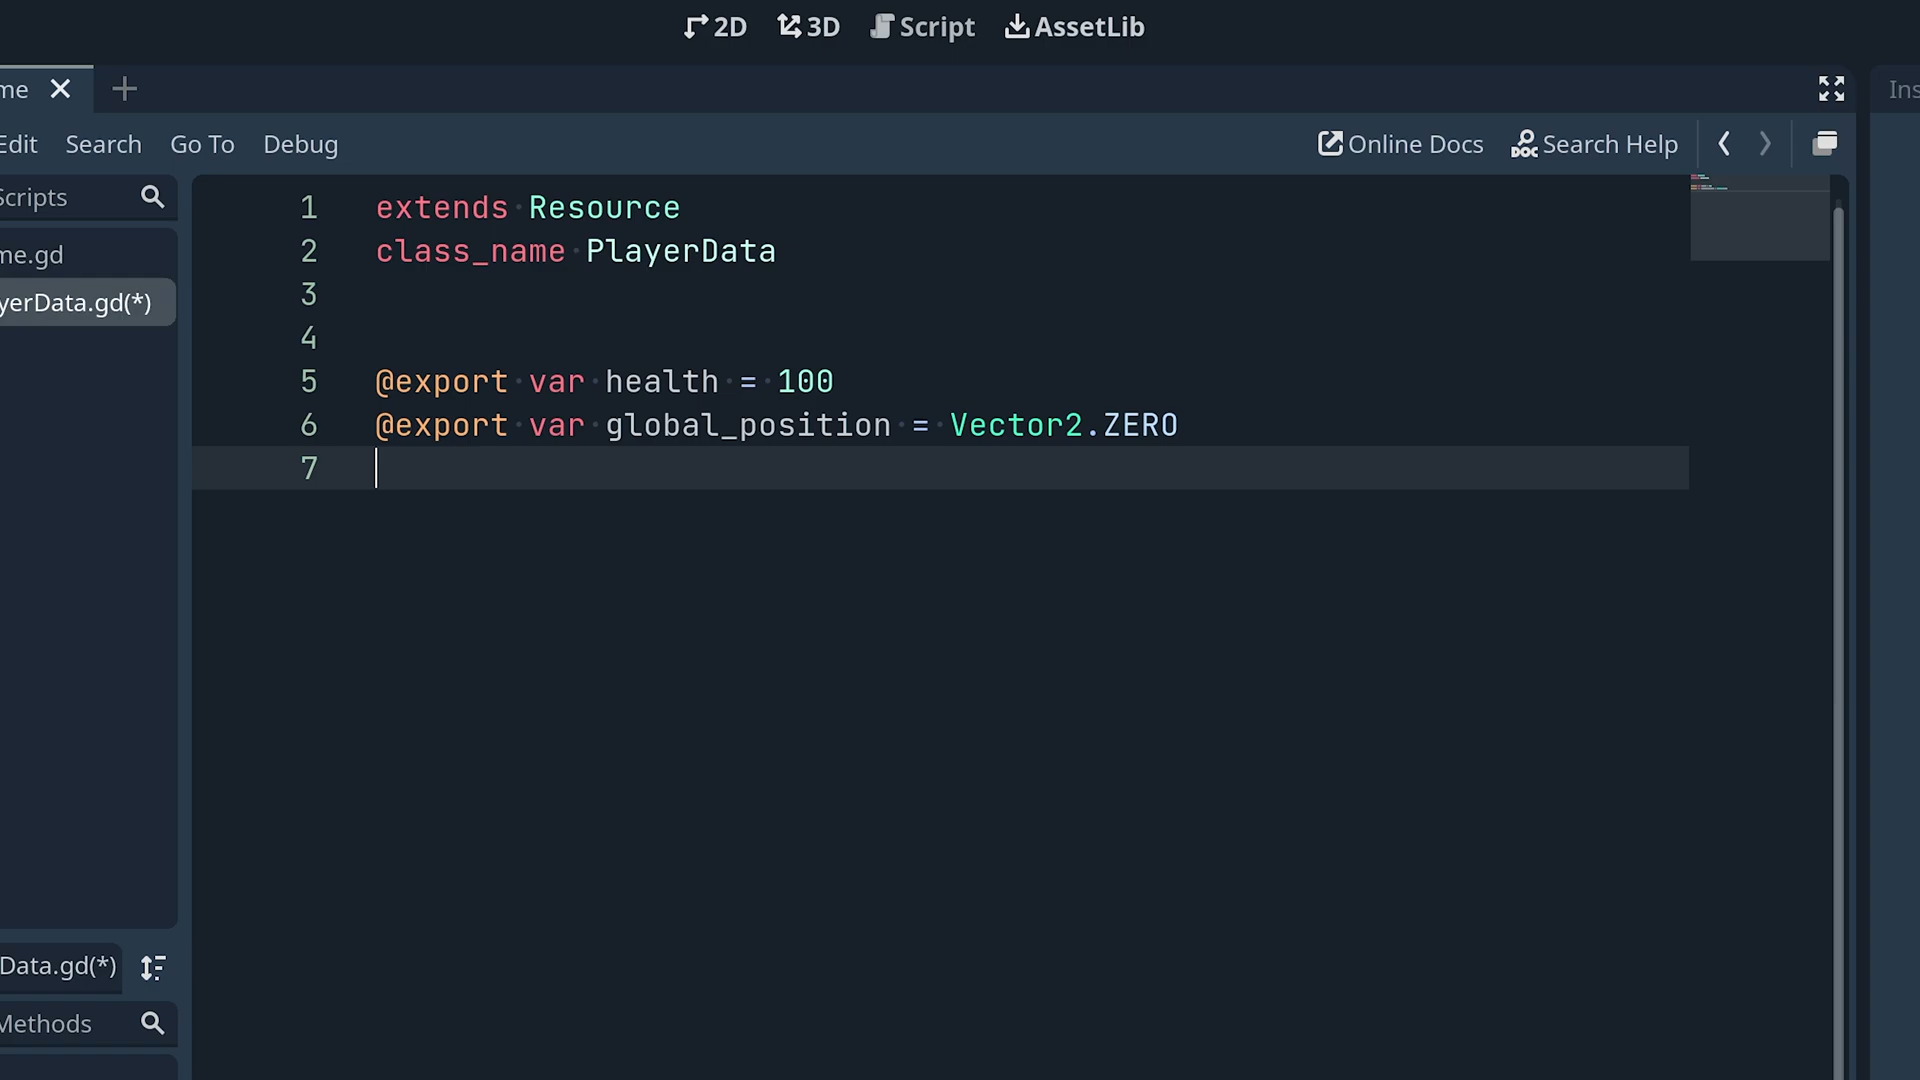 2D 3D Script AssetLib
me
Ins
Edit Search Go To Debug Online Docs Search Help
Scripts
me.gd
yerData.gd(*)
1 extends Resource
2 class_name PlayerData
3
4
5 @export var health = 100
6 @export var global_position = Vector2.ZERO
7
Data.gd(*)
Methods